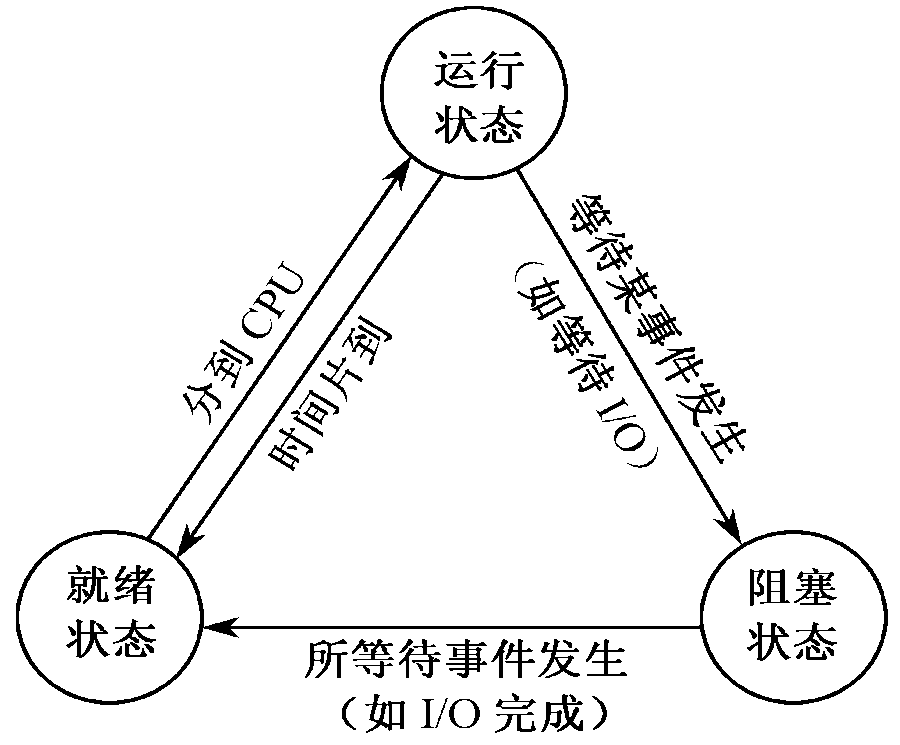 运行
状态
分到 CPU
时间片到
等待某事件发生
（如等待 I/O）
就绪
状态
阻塞
状态
所等待事件发生
（如 I/O 完成）